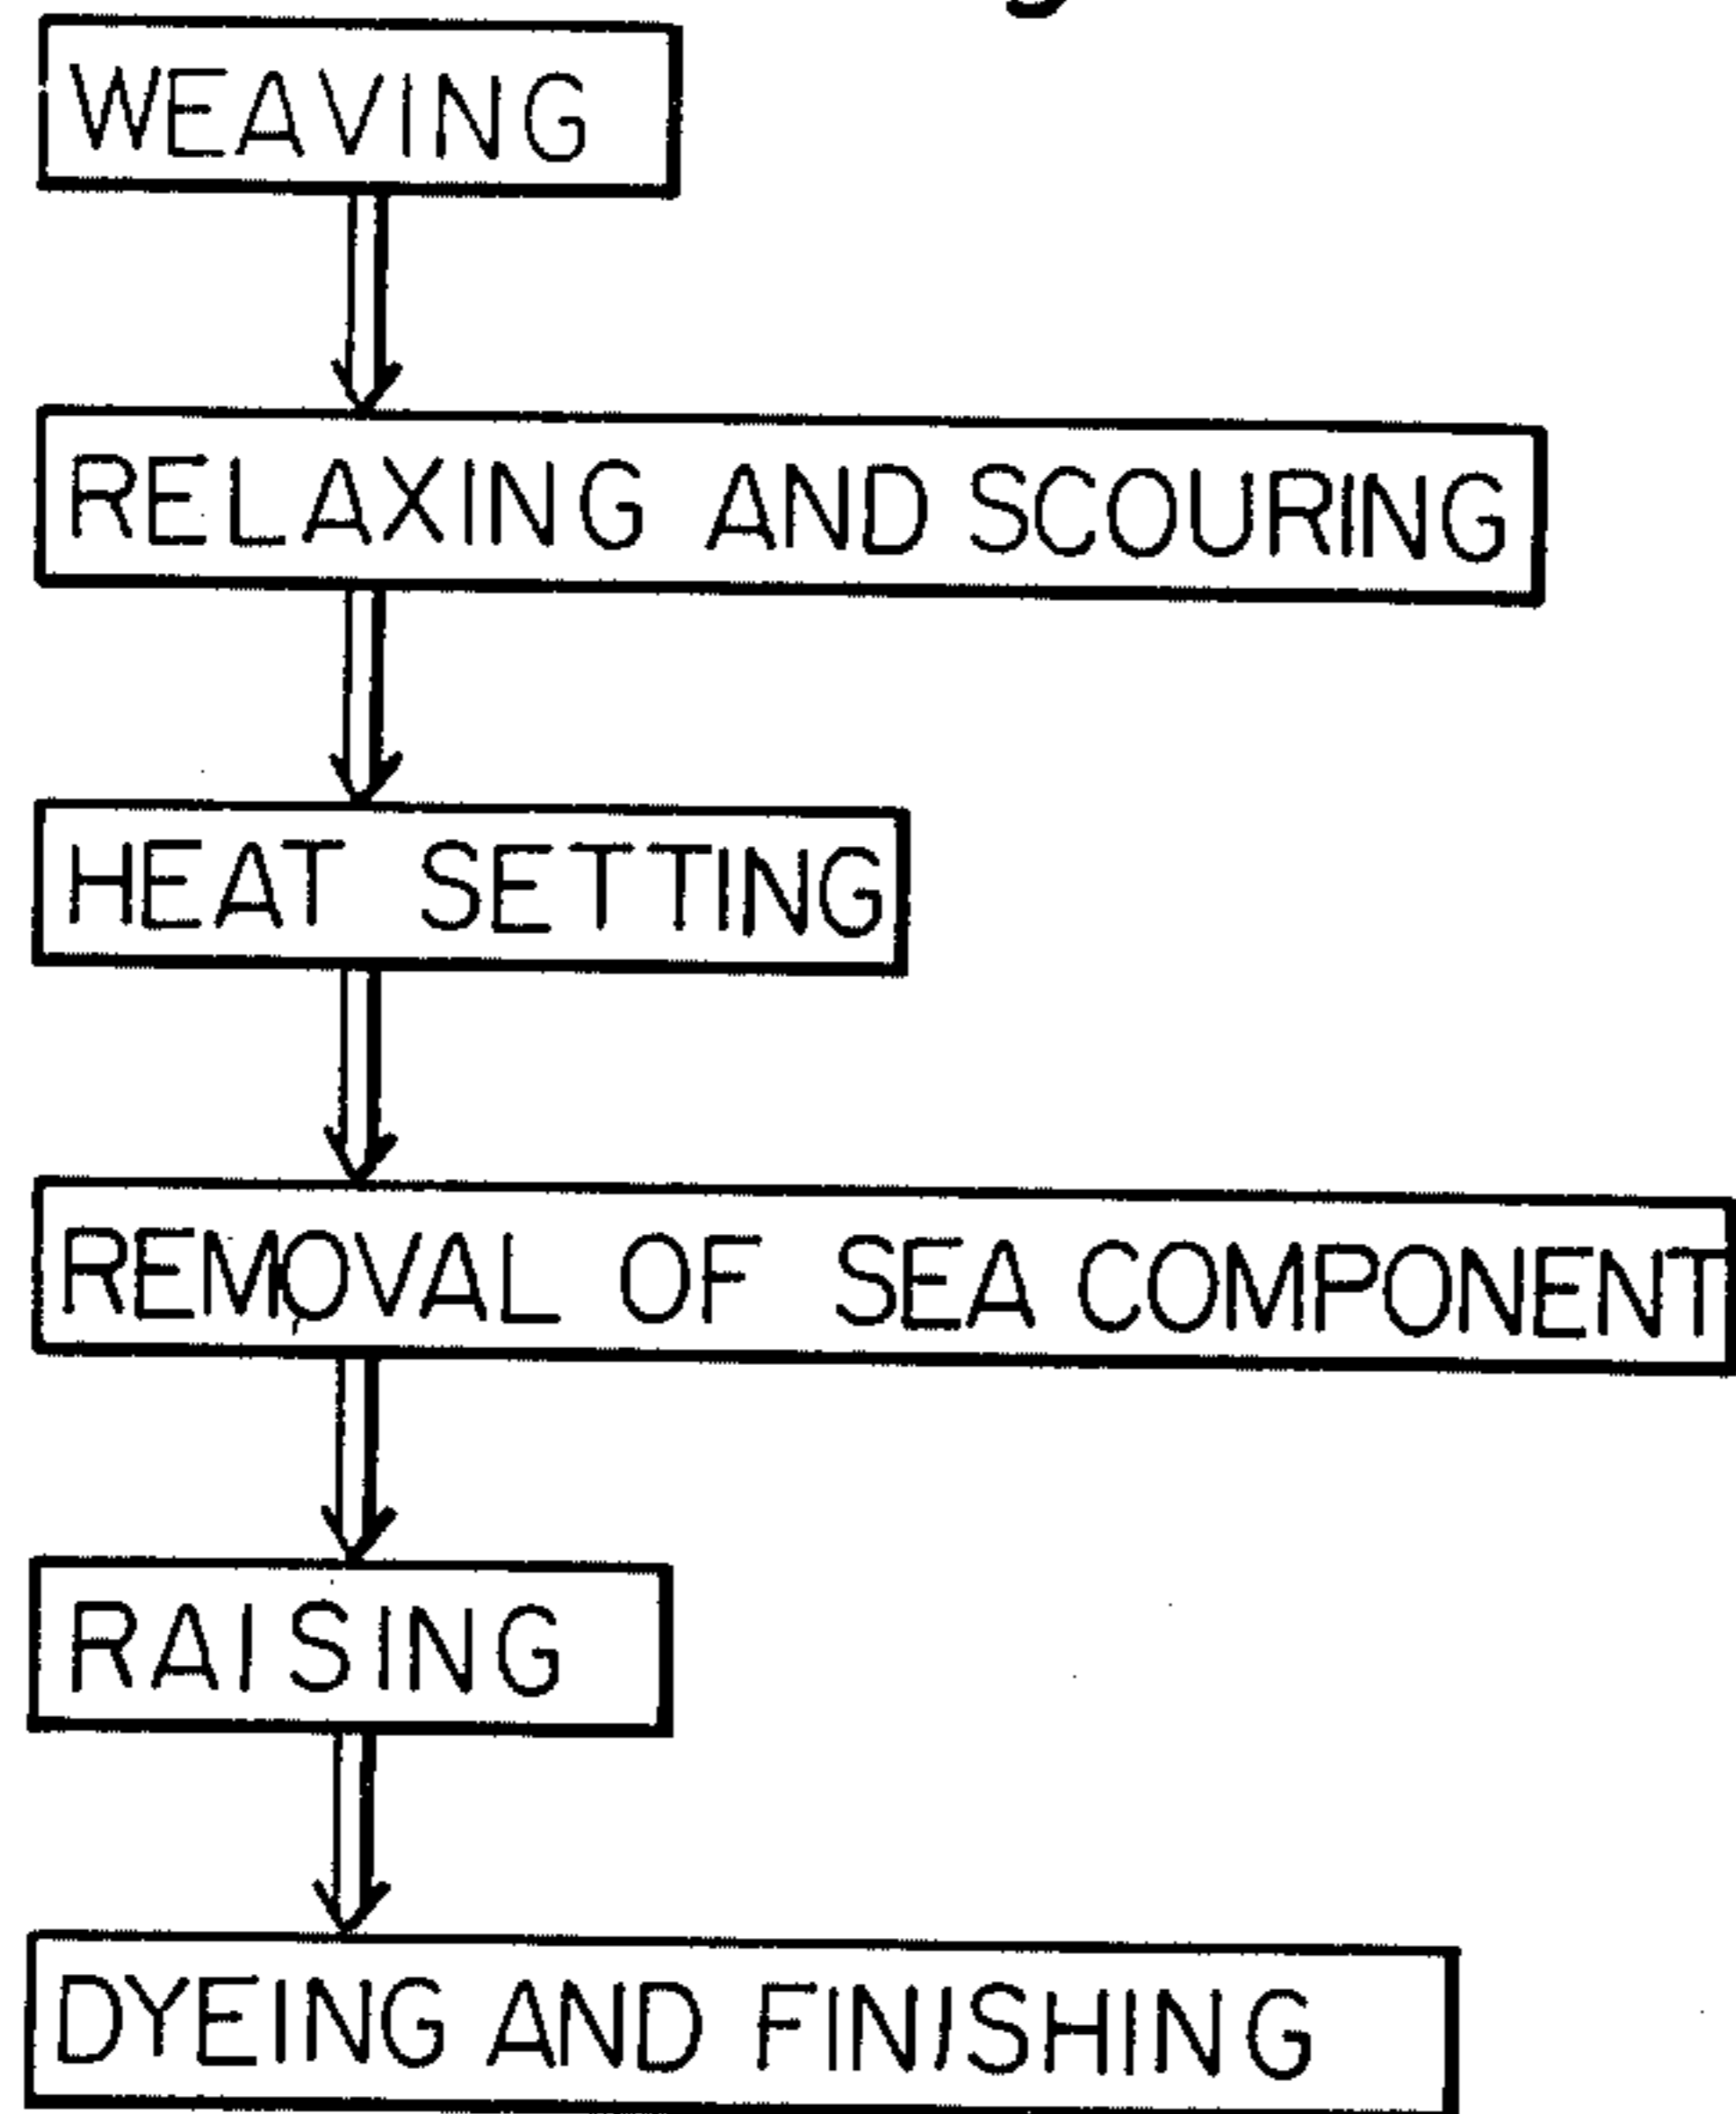 WEAVING
RELAXING AND SCOURING
HEAT SETTING
REMOVAL OF SEA COMPONENT
RAISING
DYEING AND FINISHING